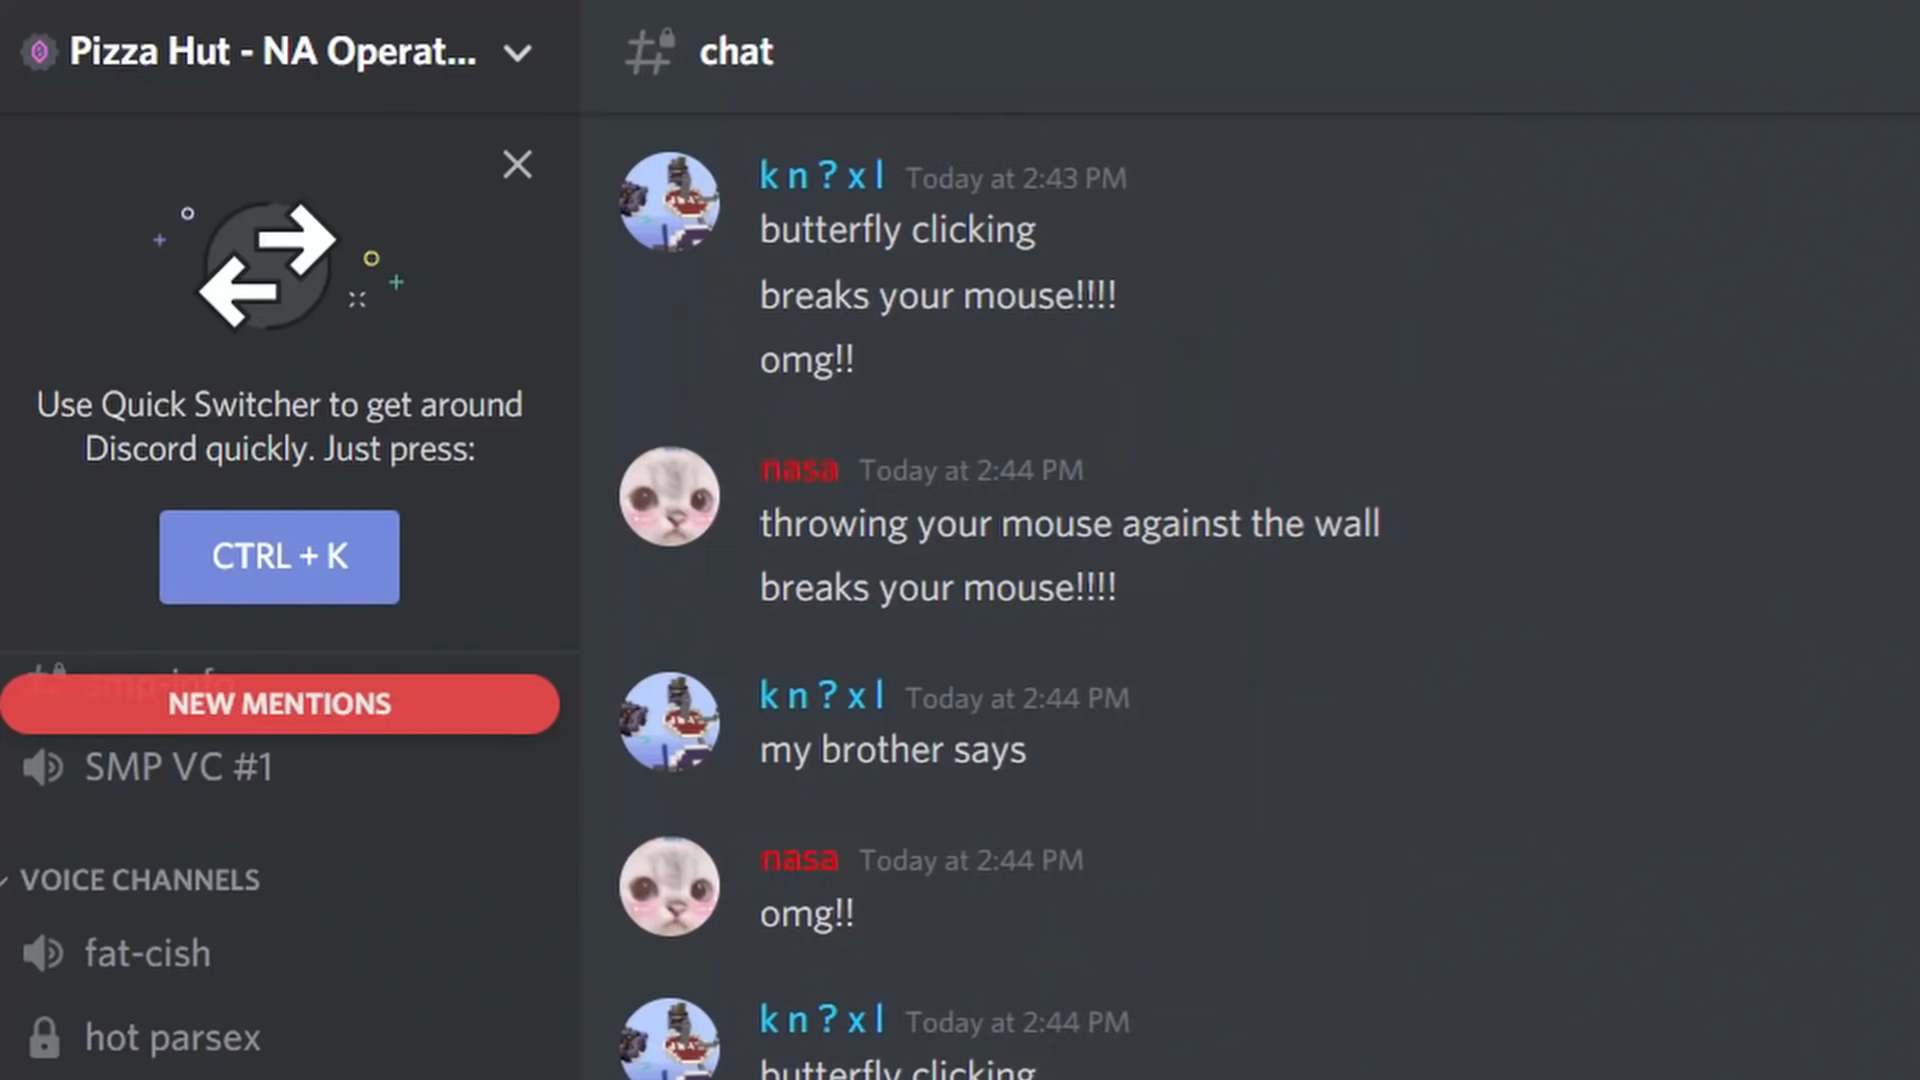 Pizza Hut - NA Operat...
chat
Use Quick Switcher to get around
Discord quickly. Just press:
CTRL + K
smp-info
NEW MENTIONS
SMP VC #1
VOICE CHANNELS
fat-cish
hot parsex
k n ? x l Today at 2:43 PM
butterfly clicking
breaks your mouse!!!!
omg!!
nasa Today at 2:44 PM
throwing your mouse against the wall
breaks your mouse!!!!
k n ? x l Today at 2:44 PM
my brother says
nasa Today at 2:44 PM
omg!!
k n ? x l Today at 2:44 PM
butterfly clicking